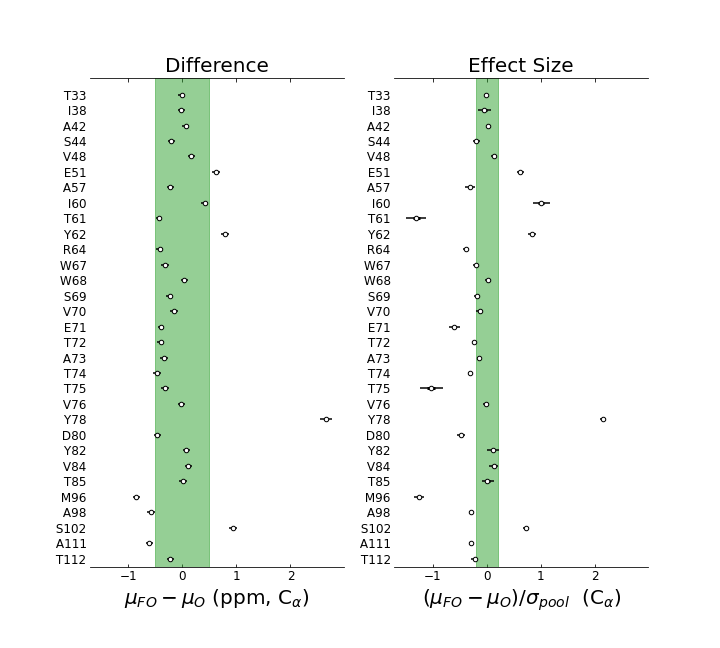 Difference
T33
I38
A42
S44
V48
E51
A57
I60
T61
Y62
R64
W67
W68
S69
V70
E71
T72
A73
T74
T75
V76
Y78
D80
Y82
V84
T85
M96
A98
S102
A111
T112
−1 0 1 2
μFO − μO (ppm, Cα)
Effect Size
T33
I38
A42
S44
V48
E51
A57
I60
T61
Y62
R64
W67
W68
S69
V70
E71
T72
A73
T74
T75
V76
Y78
D80
Y82
V84
T85
M96
A98
S102
A111
T112
−1 0 1 2
(μFO − μO)/σpool (Cα)